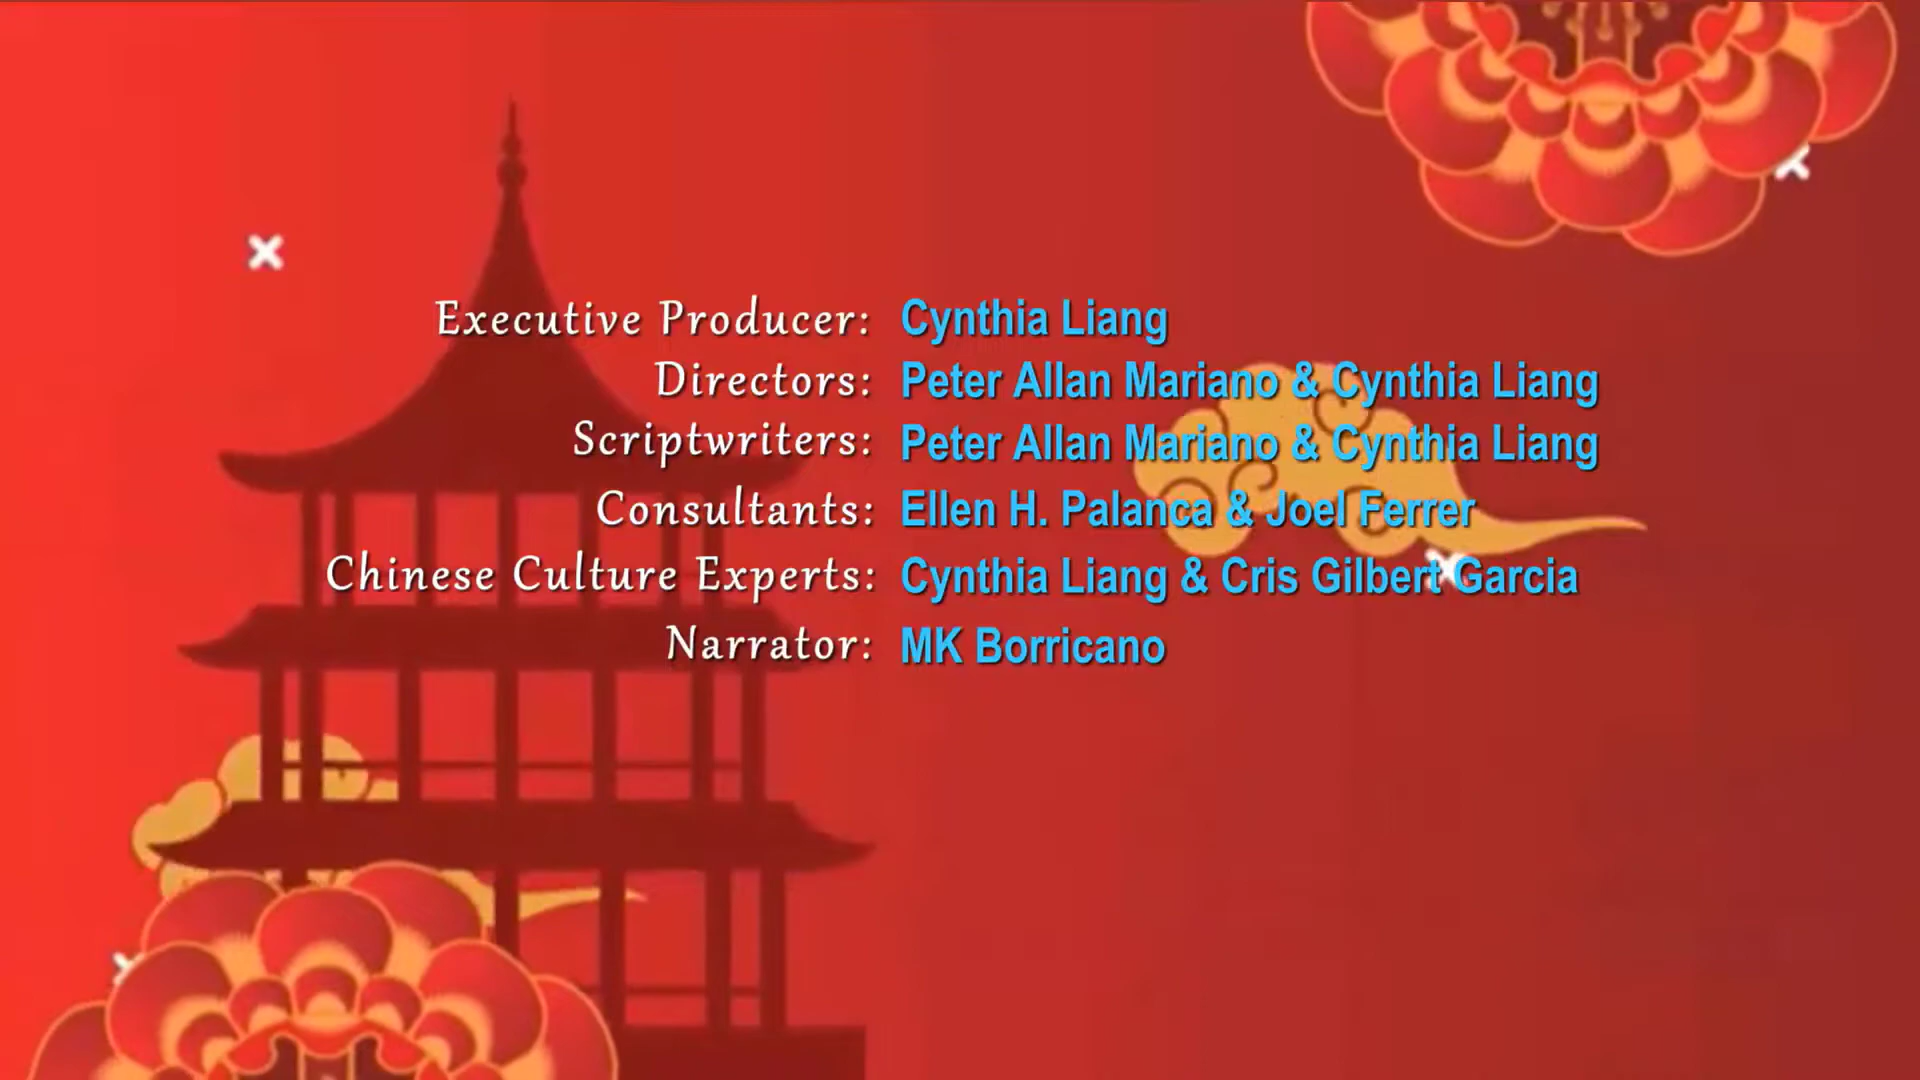 Executive Producer: Cynthia Liang
Directors: Peter Allan Mariano & Cynthia Liang
Scriptwriters: Peter Allan Mariano & Cynthia Liang
Consultants: Ellen H. Palanca & Joel Ferrer
Chinese Culture Experts: Cynthia Liang & Cris Gilbert Garcia
Narrator: MK Borricano